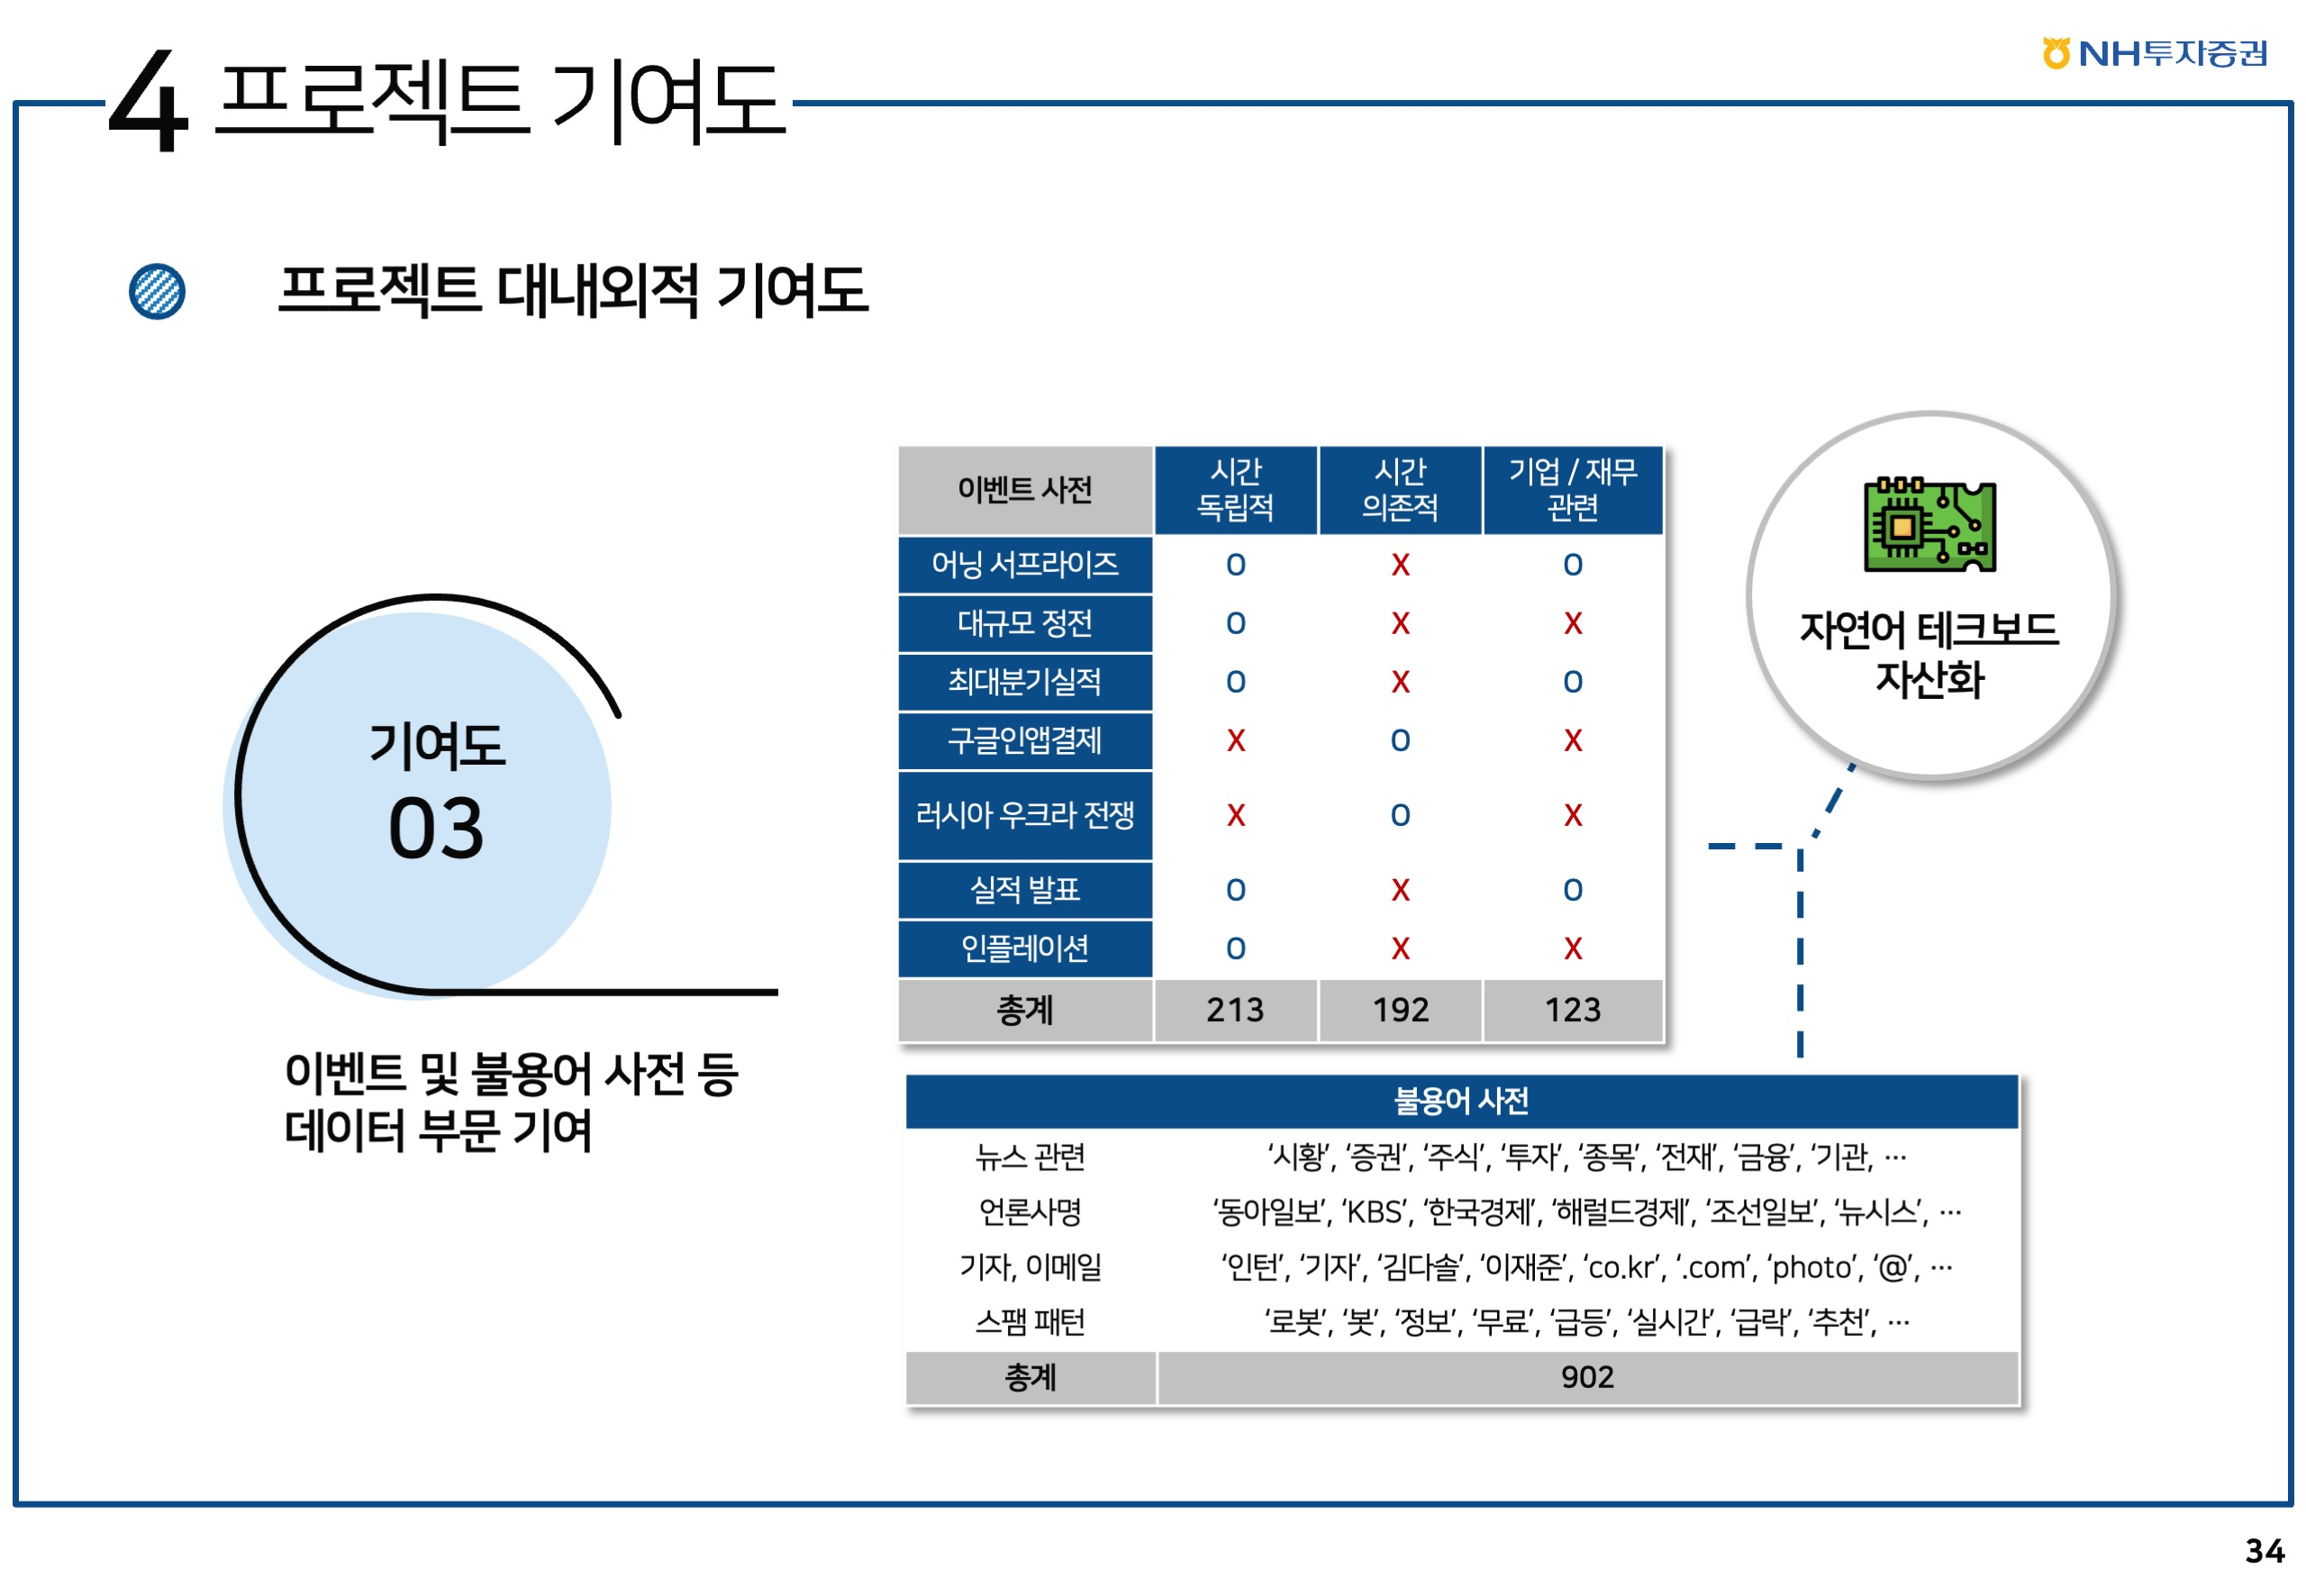 4 프로젝트 기여도
NH투자증권
프로젝트 대내외적 기여도
기여도
03
이벤트 및 불용어 사전 등
데이터 부문 기여
이벤트 사전 시간 독립적 시간 의존적 기업 / 재무 관련
어닝 서프라이즈 O X O
대규모 정전 O X X
최대분기실적 O X O
구글인앱결제 X O X
러시아 우크라 전쟁 X O X
실적 발표 O X O
인플레이션 O X X
총계 213 192 123
자연어 테크보드
자산화
불용어 사전
뉴스 관련 ‘시황’, ‘증권’, ‘주식’, ‘투자’, ‘종목’, ‘전재’, ‘금융’, ‘기관, …
언론사명 ‘동아일보’, ‘KBS’, ‘한국경제’, ‘해럴드경제’, ‘조선일보’, ‘뉴시스’, …
기자, 이메일 ‘인턴’, ‘기자’, ‘김다솔’, ‘이재준’, ‘co.kr’, ‘.com’, ‘photo’, ‘@’, …
스팸 패턴 ‘로봇’, ‘봇’, ‘정보’, ‘무료’, ‘급등’, ‘실시간’, ‘급락’, ‘추천’, …
총계 902
34